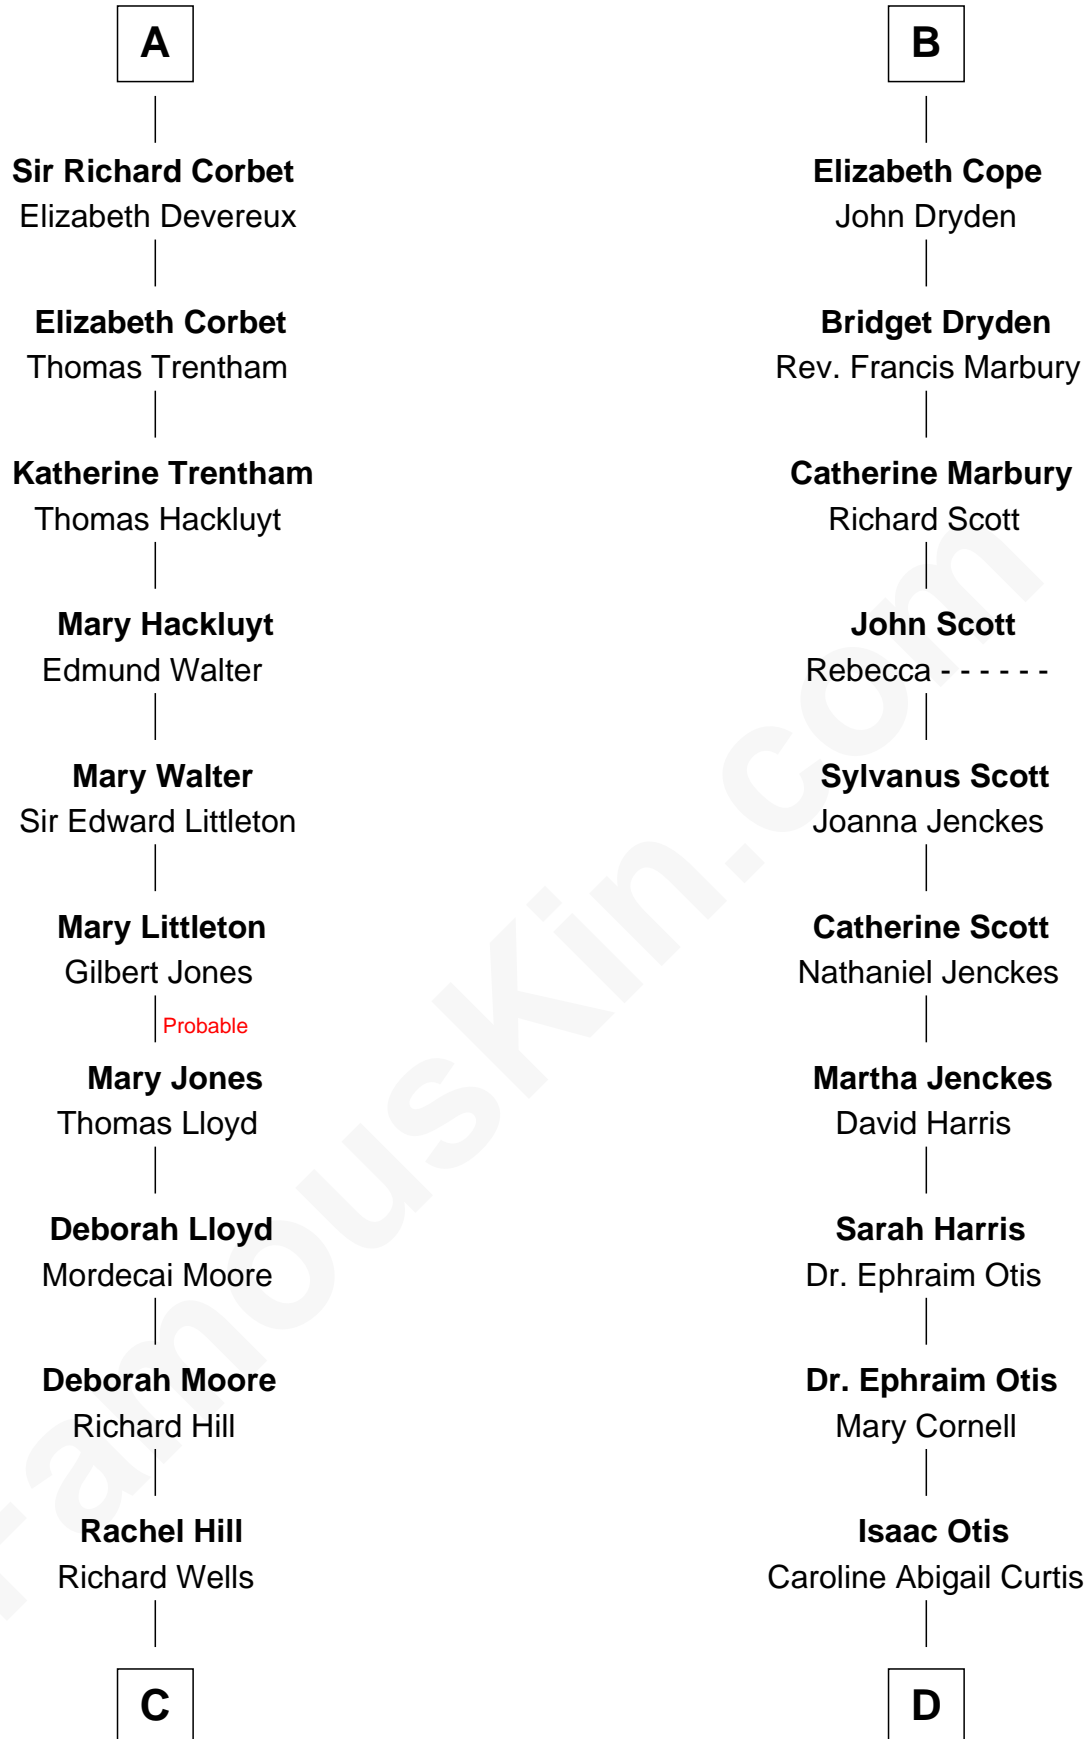 A
Sir Richard Corbet
Elizabeth Devereux
Elizabeth Corbet
Thomas Trentham
Katherine Trentham
Thomas Hackluyt
Mary Hackluyt
Edmund Walter
Mary Walter
Sir Edward Littleton
Mary Littleton
Gilbert Jones
Probable
Mary Jones
Thomas Lloyd
Deborah Lloyd
Mordecai Moore
Deborah Moore
Richard Hill
Rachel Hill
Richard Wells
C
B
Elizabeth Cope
John Dryden
Bridget Dryden
Rev. Francis Marbury
Catherine Marbury
Richard Scott
John Scott
Rebecca - - - - - -
Sylvanus Scott
Joanna Jenckes
Catherine Scott
Nathaniel Jenckes
Martha Jenckes
David Harris
Sarah Harris
Dr. Ephraim Otis
Dr. Ephraim Otis
Mary Cornell
Isaac Otis
Caroline Abigail Curtis
D
FamousKin.com